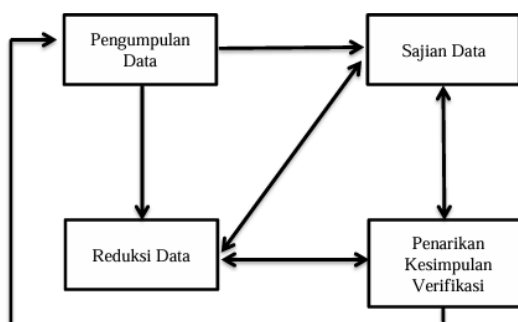 Pengumpulan
Data
Sajian Data
Reduksi Data
Penarikan
Kesimpulan
Verifikasi